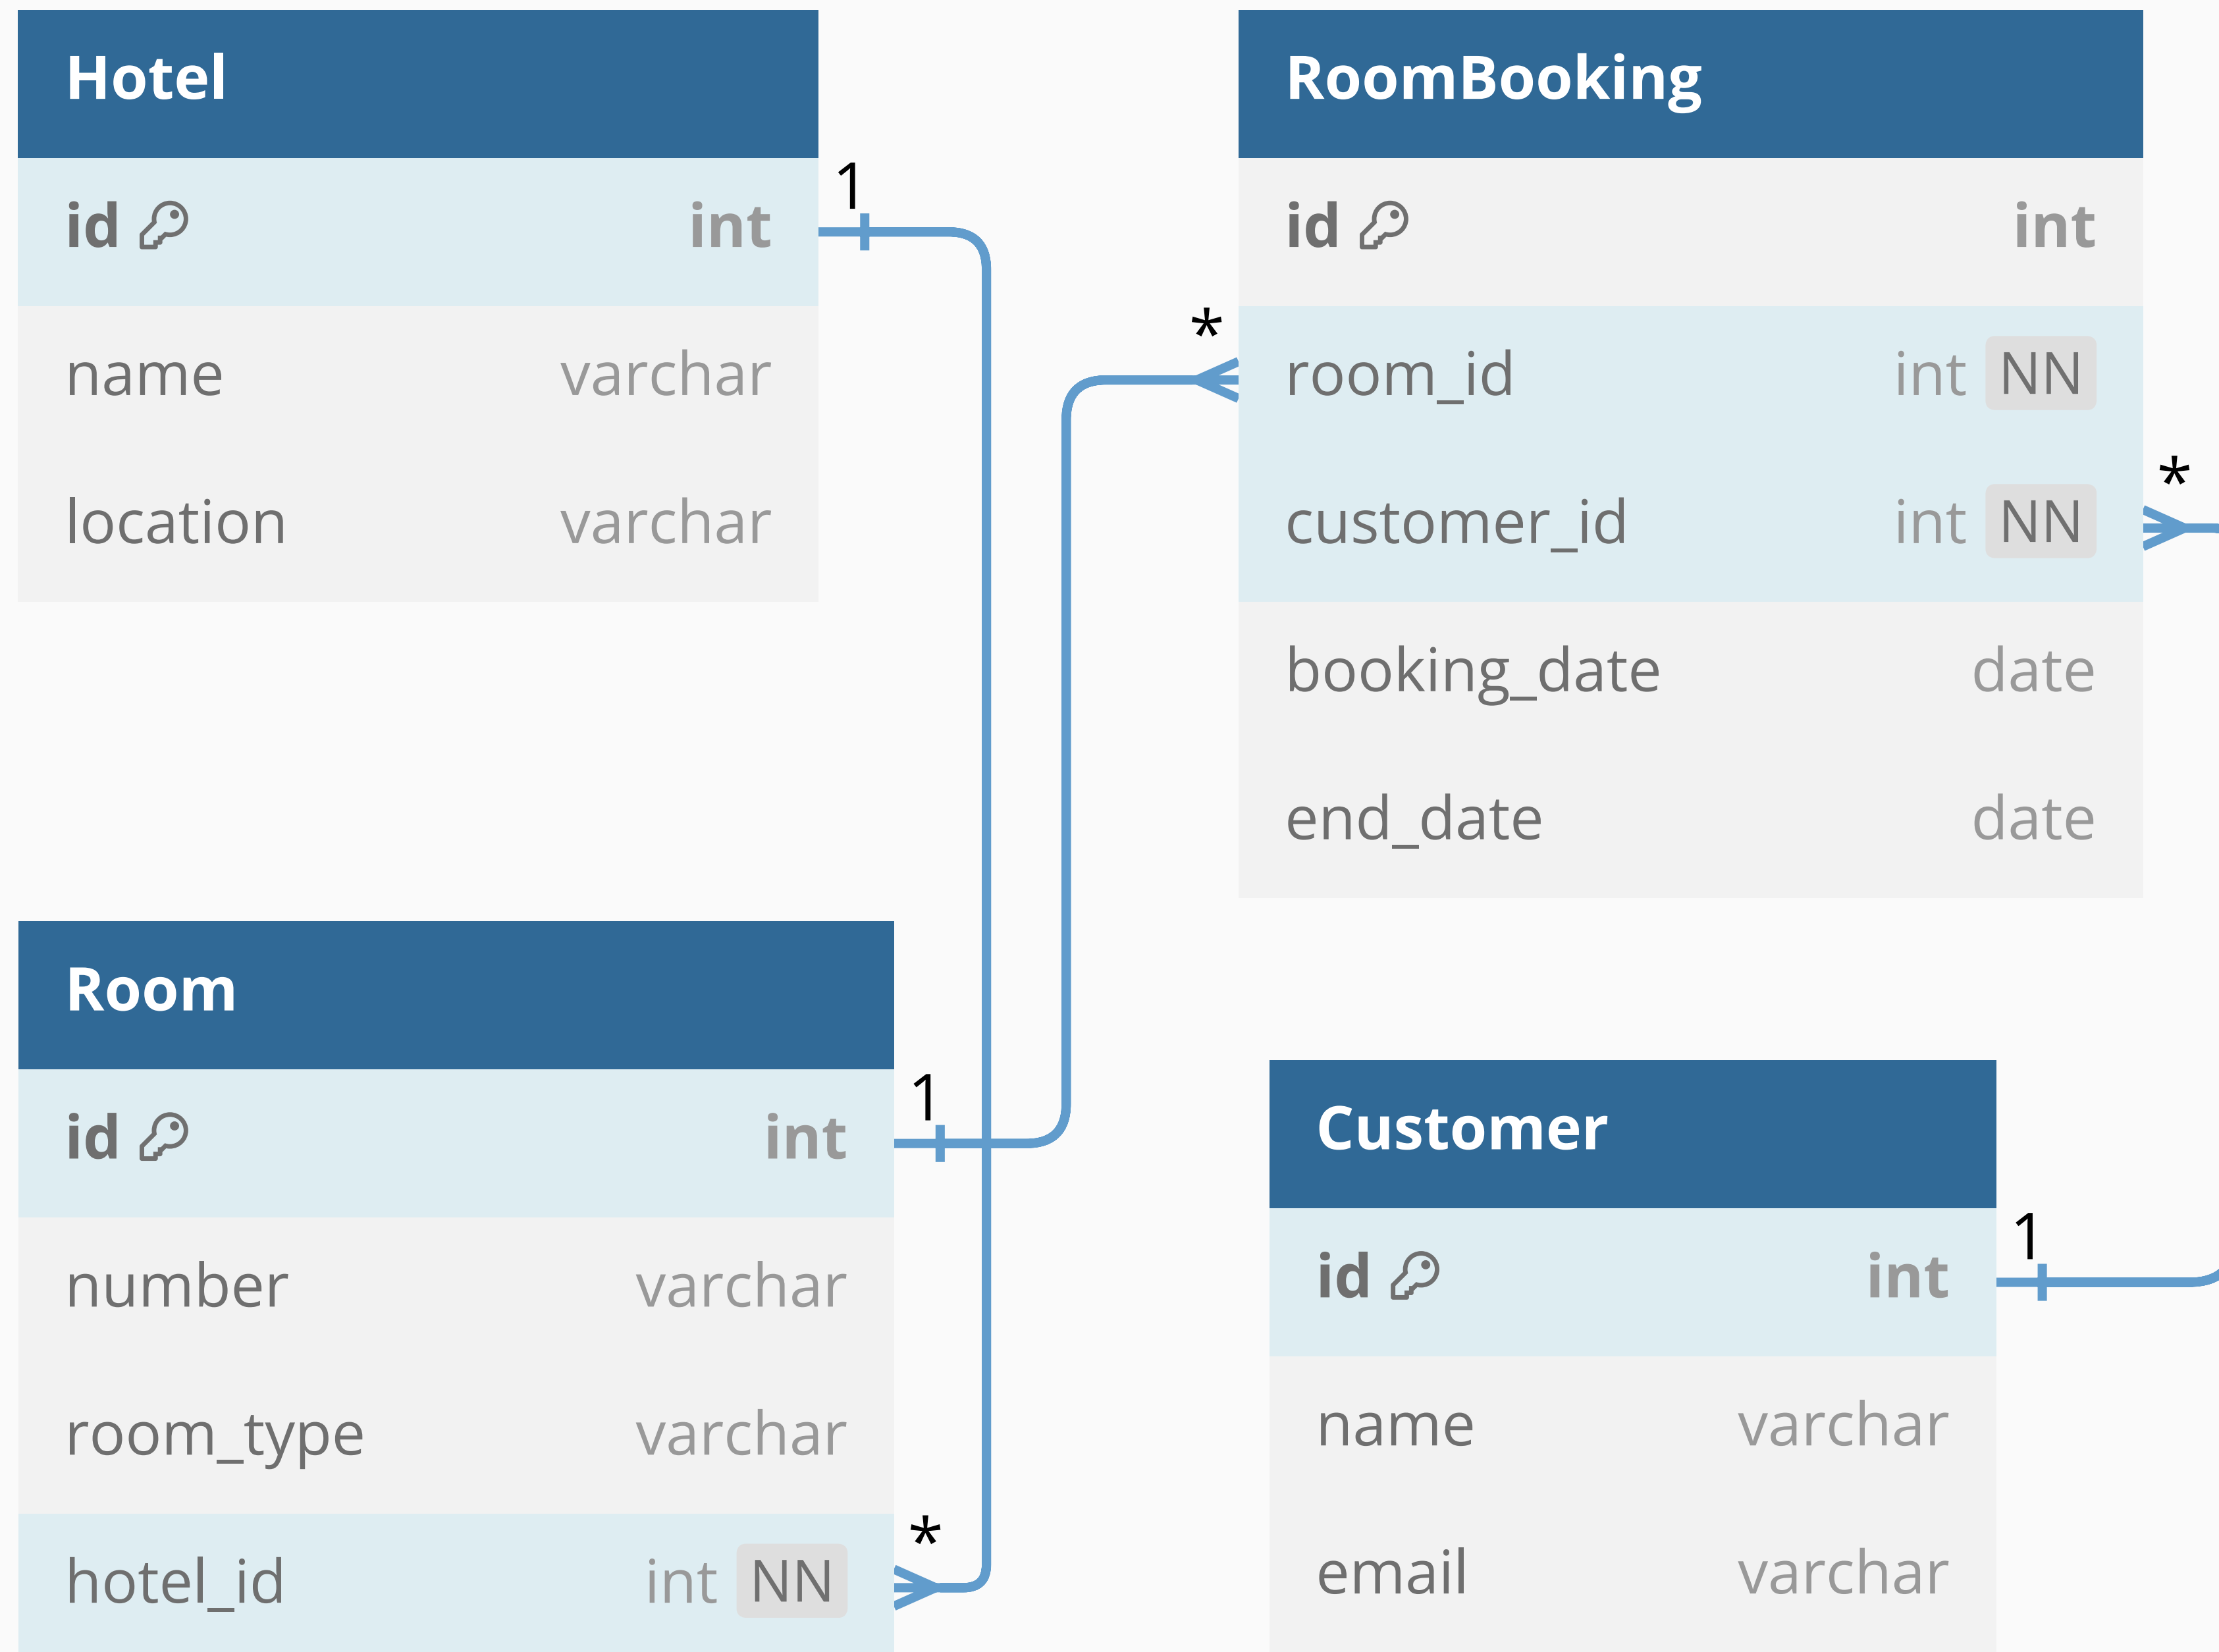 Hotel
id int
name varchar
location varchar
1
RoomBooking
id int
* room_id int NN
customer_id int NN *
booking_date date
end_date date
Room
id int 1
number varchar
room_type varchar
hotel_id int NN *
Customer
id int 1
name varchar
email varchar